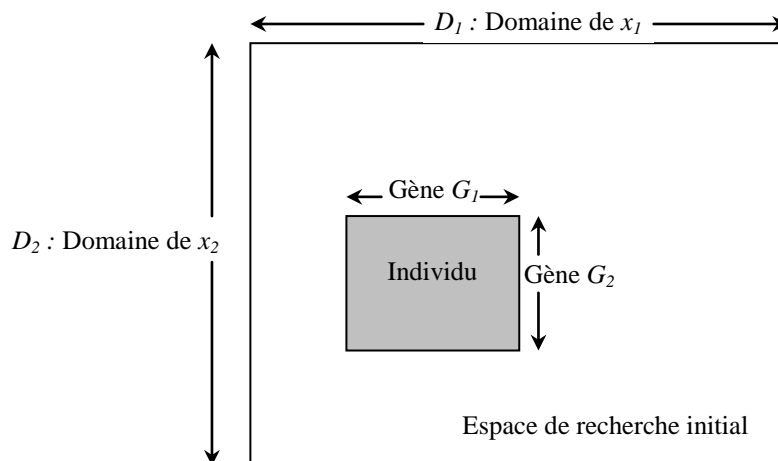 D₁ : Domaine de x₁
Gène G₁
D₂ : Domaine de x₂
Individu
Gène G₂
Espace de recherche initial